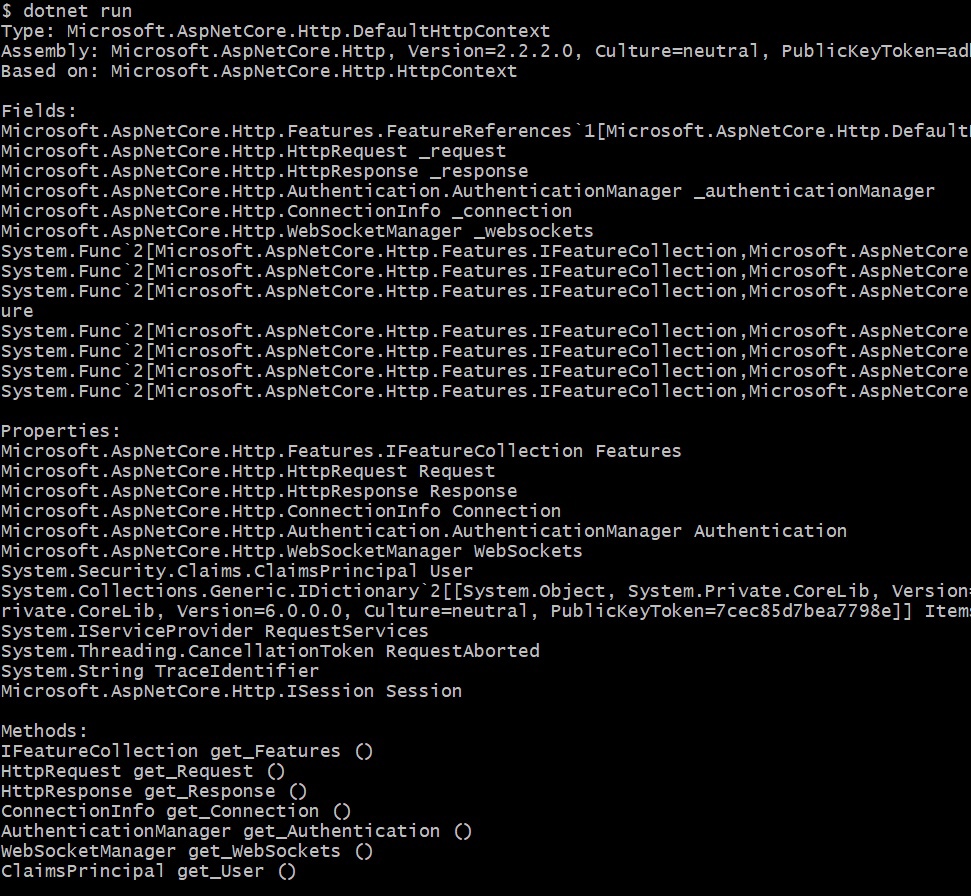 $ dotnet run
Type: Microsoft.AspNetCore.Http.DefaultHttpContext
Assembly: Microsoft.AspNetCore.Http, Version=2.2.2.0, Culture=neutral, PublicKeyToken=ad
Based on: Microsoft.AspNetCore.Http.HttpContext
Fields:
Microsoft.AspNetCore.Http.Features.FeatureReferences`1[Microsoft.AspNetCore.Http.Default
Microsoft.AspNetCore.Http.HttpRequest _request
Microsoft.AspNetCore.Http.HttpResponse _response
Microsoft.AspNetCore.Http.Authentication.AuthenticationManager _authenticationManager
Microsoft.AspNetCore.Http.ConnectionInfo _connection
Microsoft.AspNetCore.Http.WebSocketManager _websockets
System.Func`2[Microsoft.AspNetCore.Http.Features.IFeatureCollection,Microsoft.AspNetCore
System.Func`2[Microsoft.AspNetCore.Http.Features.IFeatureCollection,Microsoft.AspNetCore
System.Func`2[Microsoft.AspNetCore.Http.Features.IFeatureCollection,Microsoft.AspNetCore
ure
System.Func`2[Microsoft.AspNetCore.Http.Features.IFeatureCollection,Microsoft.AspNetCore
System.Func`2[Microsoft.AspNetCore.Http.Features.IFeatureCollection,Microsoft.AspNetCore
System.Func`2[Microsoft.AspNetCore.Http.Features.IFeatureCollection,Microsoft.AspNetCore
System.Func`2[Microsoft.AspNetCore.Http.Features.IFeatureCollection,Microsoft.AspNetCore
Properties:
Microsoft.AspNetCore.Http.Features.IFeatureCollection Features
Microsoft.AspNetCore.Http.HttpRequest Request
Microsoft.AspNetCore.Http.HttpResponse Response
Microsoft.AspNetCore.Http.ConnectionInfo Connection
Microsoft.AspNetCore.Http.Authentication.AuthenticationManager Authentication
Microsoft.AspNetCore.Http.WebSocketManager WebSockets
System.Security.Claims.ClaimsPrincipal User
System.Collections.Generic.IDictionary`2[[System.Object, System.Private.CoreLib, Version=
rivate.CoreLib, Version=6.0.0.0, Culture=neutral, PublicKeyToken=7cec85d7bea7798e]] Items
System.IServiceProvider RequestServices
System.Threading.CancellationToken RequestAborted
System.String TraceIdentifier
Microsoft.AspNetCore.Http.ISession Session
Methods:
IFeatureCollection get_Features ()
HttpRequest get_Request ()
HttpResponse get_Response ()
ConnectionInfo get_Connection ()
AuthenticationManager get_Authentication ()
WebSocketManager get_WebSockets ()
ClaimsPrincipal get_User ()